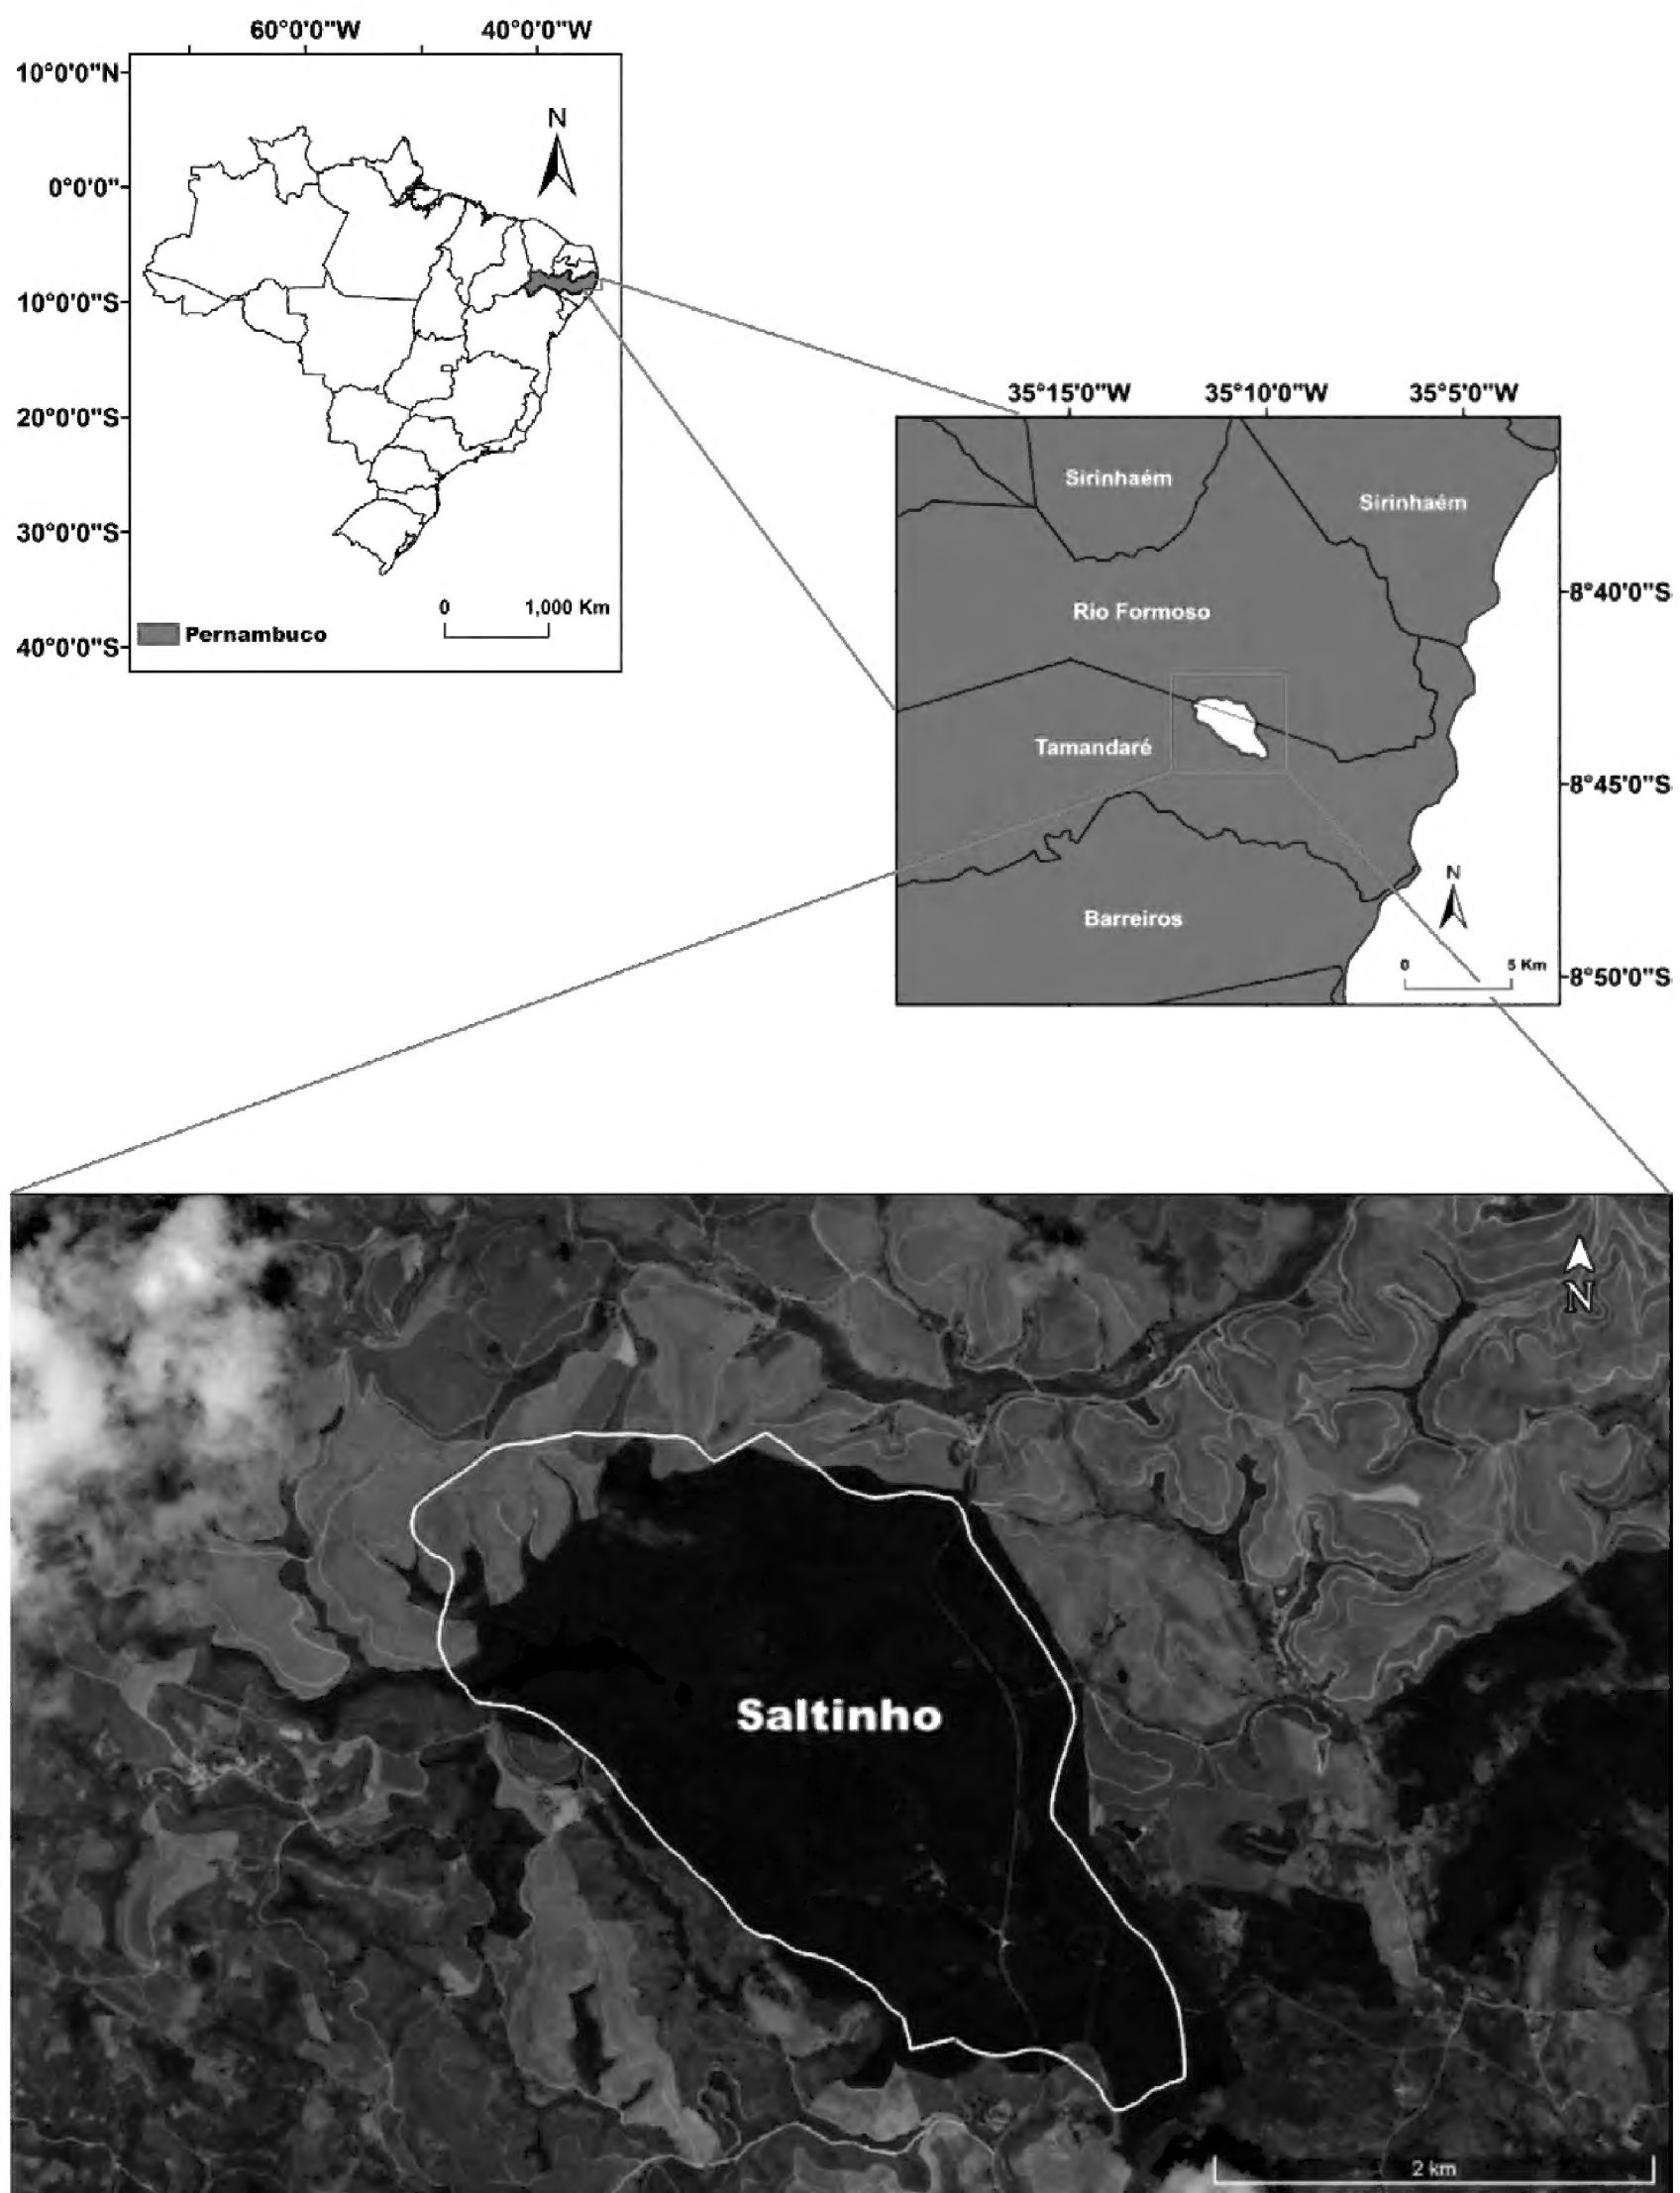 60°0'0"W 40°0'0"W
10°0'0"N
N
0°0'0"
10°0'0"S
20°0'0"S
30°0'0"S
0 1,000 Km
Pernambuco
40°0'0"S
35°15'0"W 35°10'0"W 35°5'0"W
Sirinhaém
Sirinhaém
8°40'0"S
Rio Formoso
Tamandaré
8°45'0"S
N
Barreiros
0 5 Km
8°50'0"S
N
Saltinho
2 km